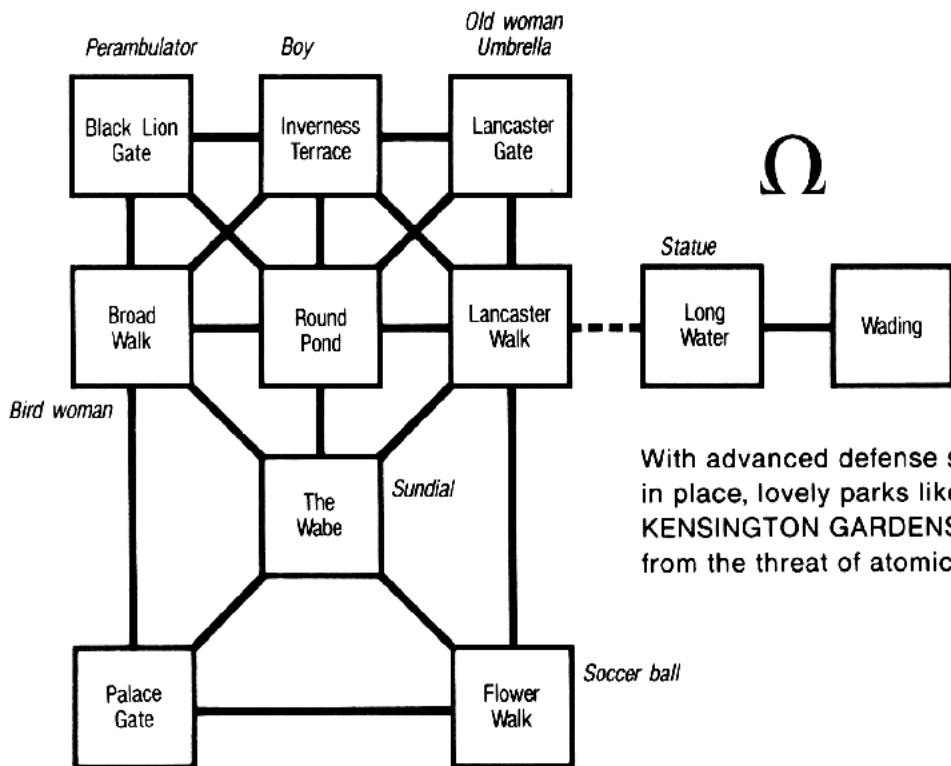 Old woman
Perambulator Boy Umbrella
Black Lion
Gate
Inverness
Terrace
Lancaster
Gate
Ω
Statue
Broad
Walk
Round
Pond
Lancaster
Walk
Long
Water
Wading
Bird woman
The
Wabe
Sundial
With advanced defense s
in place, lovely parks like
KENSINGTON GARDENS
from the threat of atomic
Palace
Gate
Flower
Walk
Soccer ball